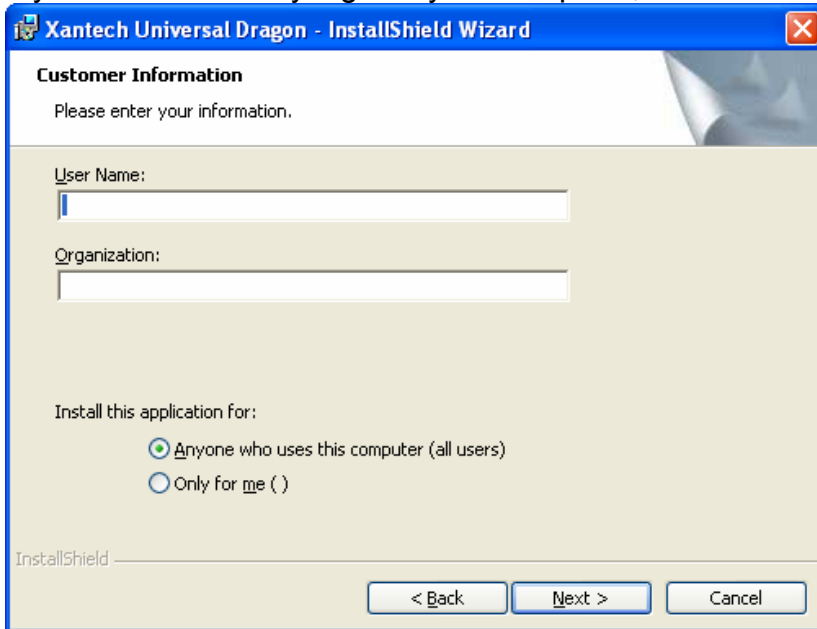 Xantech Universal Dragon - InstallShield Wizard
Customer Information
Please enter your information.
User Name:
Organization:
Install this application for:
Anyone who uses this computer (all users)
Only for me ( )
InstallShield
< Back Next > Cancel